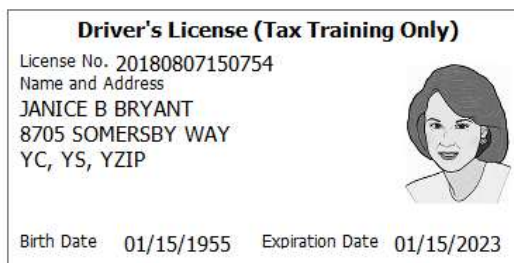 Driver's License (Tax Training Only)
License No. 20180807150754
Name and Address
JANICE B BRYANT
8705 SOMERSBY WAY
YC, YS, YZIP
Birth Date 01/15/1955 Expiration Date 01/15/2023